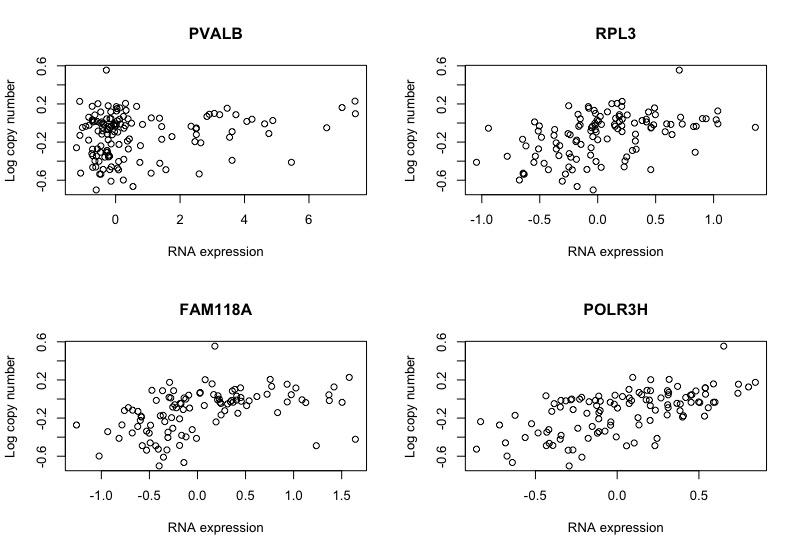 PVALB
Log copy number
-0.6
-0.2
0.2
0.6
0
2
4
6
RNA expression
RPL3
Log copy number
-0.6
-0.2
0.2
0.6
-1.0
-0.5
0.0
0.5
1.0
RNA expression
FAM118A
Log copy number
-0.6
-0.2
0.2
0.6
-1.0
-0.5
0.0
0.5
1.0
1.5
RNA expression
POLR3H
Log copy number
-0.6
-0.2
0.2
0.6
-0.5
0.0
0.5
RNA expression